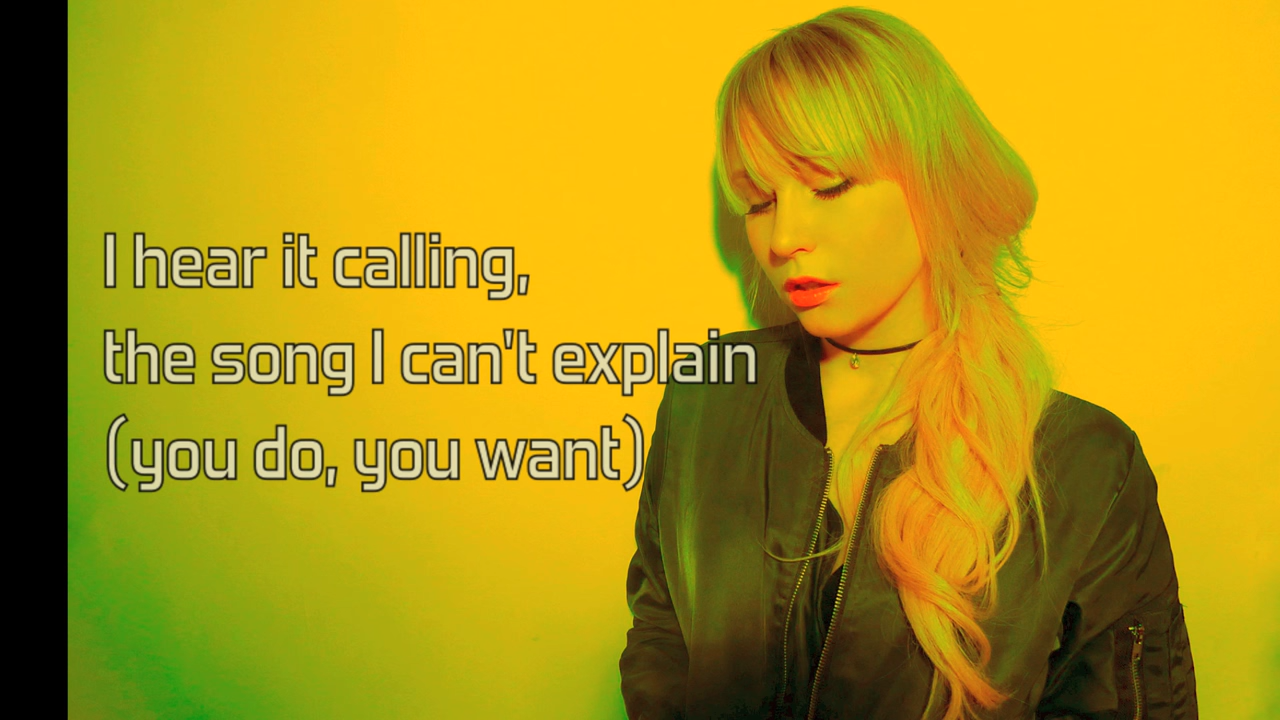 I hear it calling,
the song I can't explain
(you do, you want)